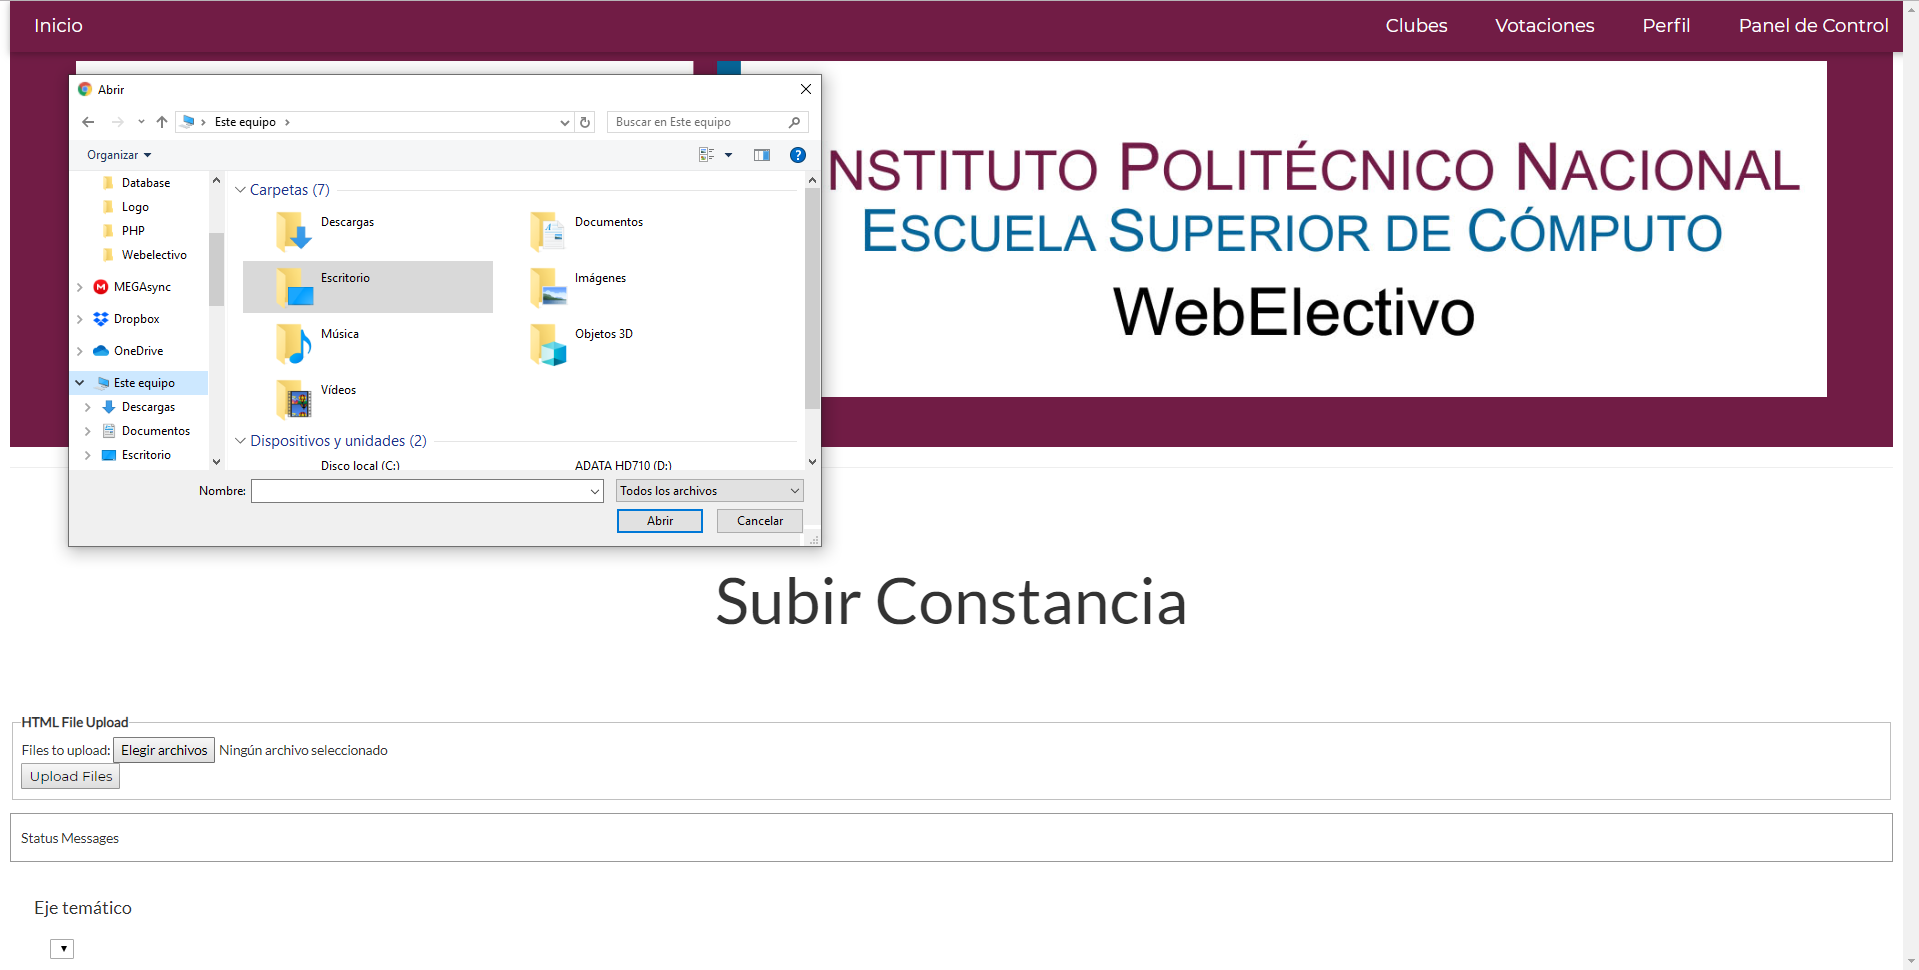 Inicio
Clubes
Votaciones
Perfil
Panel de Control
Abrir
Este equipo
Buscar en Este equipo
Organizar
Database
Logo
PHP
Webelectivo
MEGAsync
Dropbox
OneDrive
Este equipo
Descargas
Documentos
Escritorio
Carpetas (7)
Descargas
Documentos
Escritorio
Imágenes
Música
Objetos 3D
Vídeos
Dispositivos y unidades (2)
Disco local (C:)
ADATA HD710 (D:)
Nombre:
Todos los archivos
Abrir
Cancelar
NSTITUTO POLITÉCNICO NACIONAL
ESCUELA SUPERIOR DE CÓMPUTO
WebElectivo
Subir Constancia
HTML File Upload
Files to upload: Elegir archivos Ningún archivo seleccionado
Upload Files
Status Messages
Eje temático